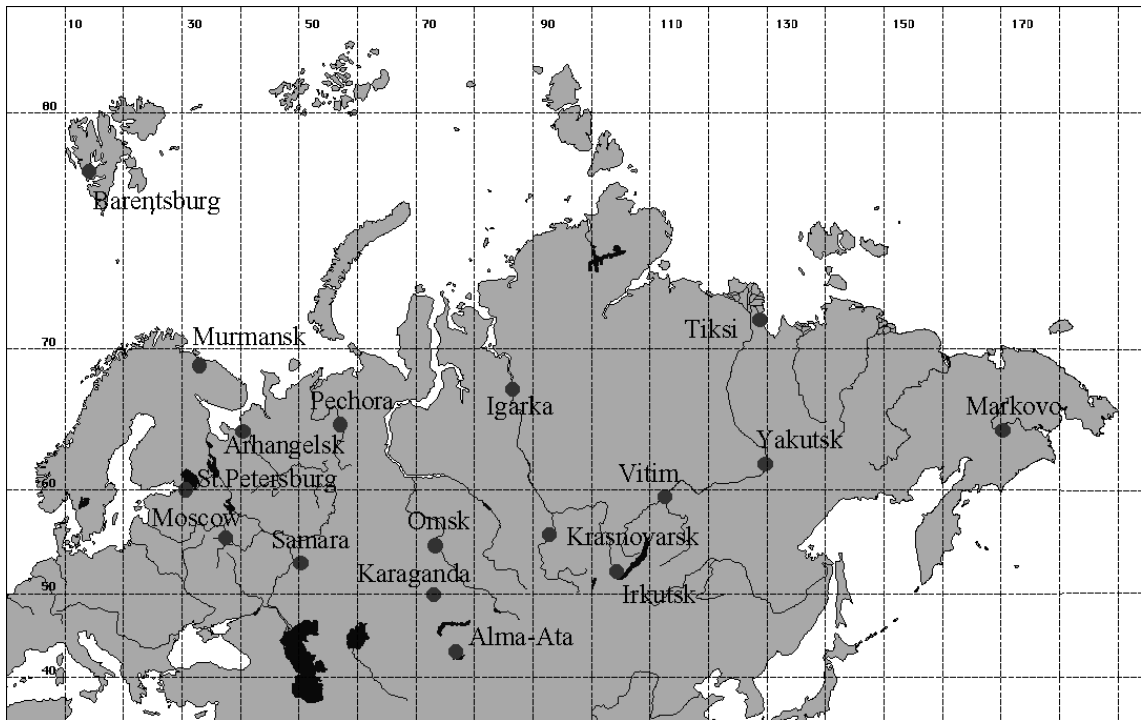 10 30 50 70 90 110 130 150 170
80
Barentsburg
Murmansk
Tiksi
70
Pechora
Igarka
Markovo
Arhangelsk
Yakutsk
St.Petersburg
Vitim
60
Moscow
Omsk
Samara
Krasnoyarsk
Karaganda
50
Irkutsk
Alma-Ata
40